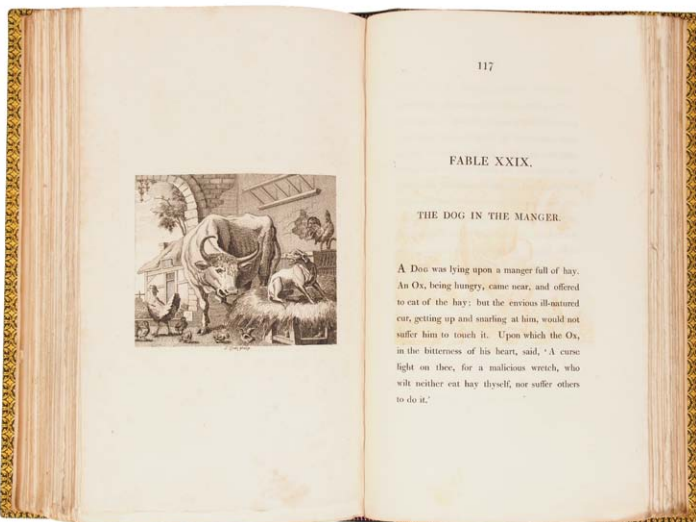 117
FABLE XXIX.
THE DOG IN THE MANGER.
A DOG was lying upon a manger full of hay.
An Ox, being hungry, came near, and offered
to eat of the hay; but the envious ill-natured
cur, getting up and snarling at him, would not
suffer him to touch it. Upon which the Ox,
in the bitterness of his heart, said, ‘A curse
light on thee, for a malicious wretch, who
wilt neither eat hay thyself, nor suffer others
to do it.’